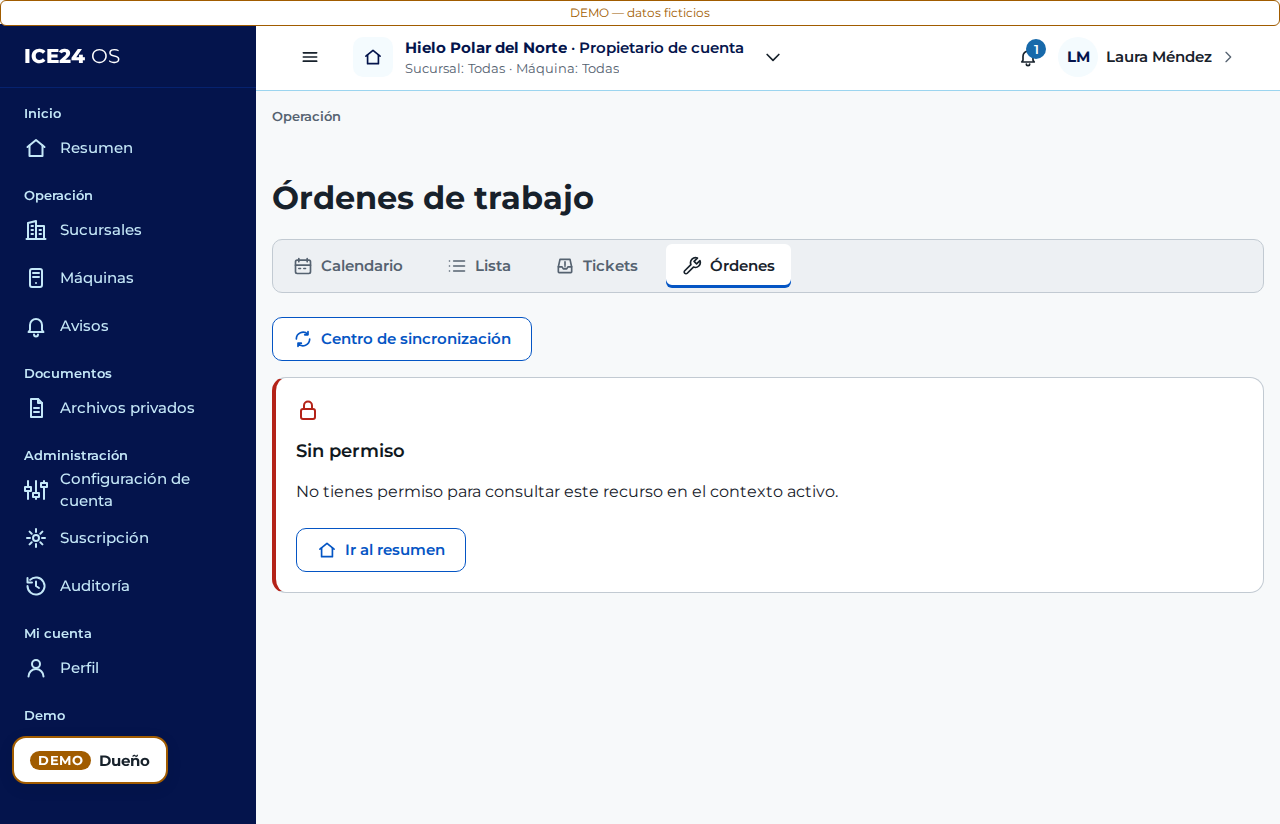 DEMO — datos ficticios
ICE24 OS
Hielo Polar del Norte · Propietario de cuenta
Sucursal: Todas · Máquina: Todas
1
LM
Laura Méndez
Inicio
Resumen
Operación
Sucursales
Máquinas
Avisos
Documentos
Archivos privados
Administración
Configuración de
cuenta
Suscripción
Auditoría
Mi cuenta
Perfil
Demo
DEMO Dueño
Operación
Órdenes de trabajo
Calendario
Lista
Tickets
Órdenes
Centro de sincronización
Sin permiso
No tienes permiso para consultar este recurso en el contexto activo.
Ir al resumen